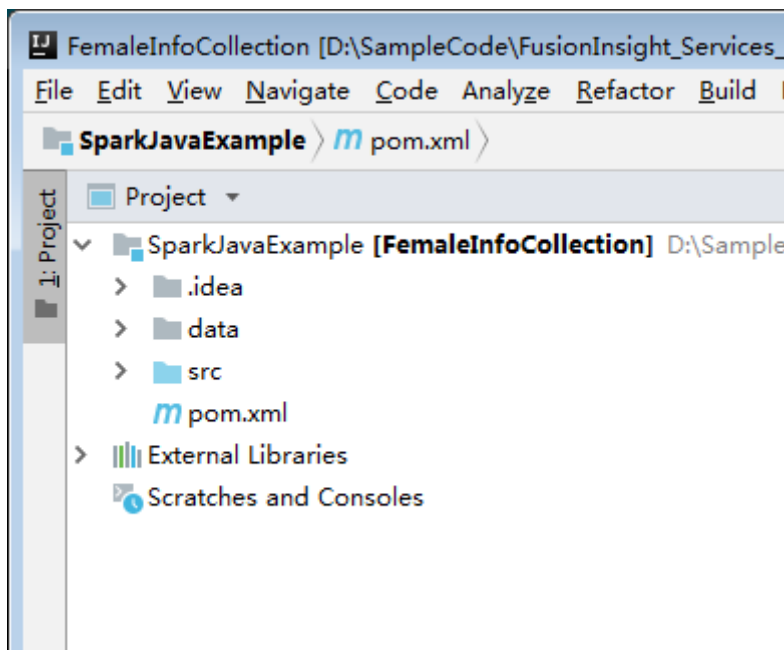 FemaleInfoCollection [D:\SampleCode\FusionInsight_Services_
File Edit View Navigate Code Analyze Refactor Build
SparkJavaExample pom.xml
1: Project
Project
SparkJavaExample [FemaleInfoCollection] D:\Sample
.idea
data
src
pom.xml
External Libraries
Scratches and Consoles